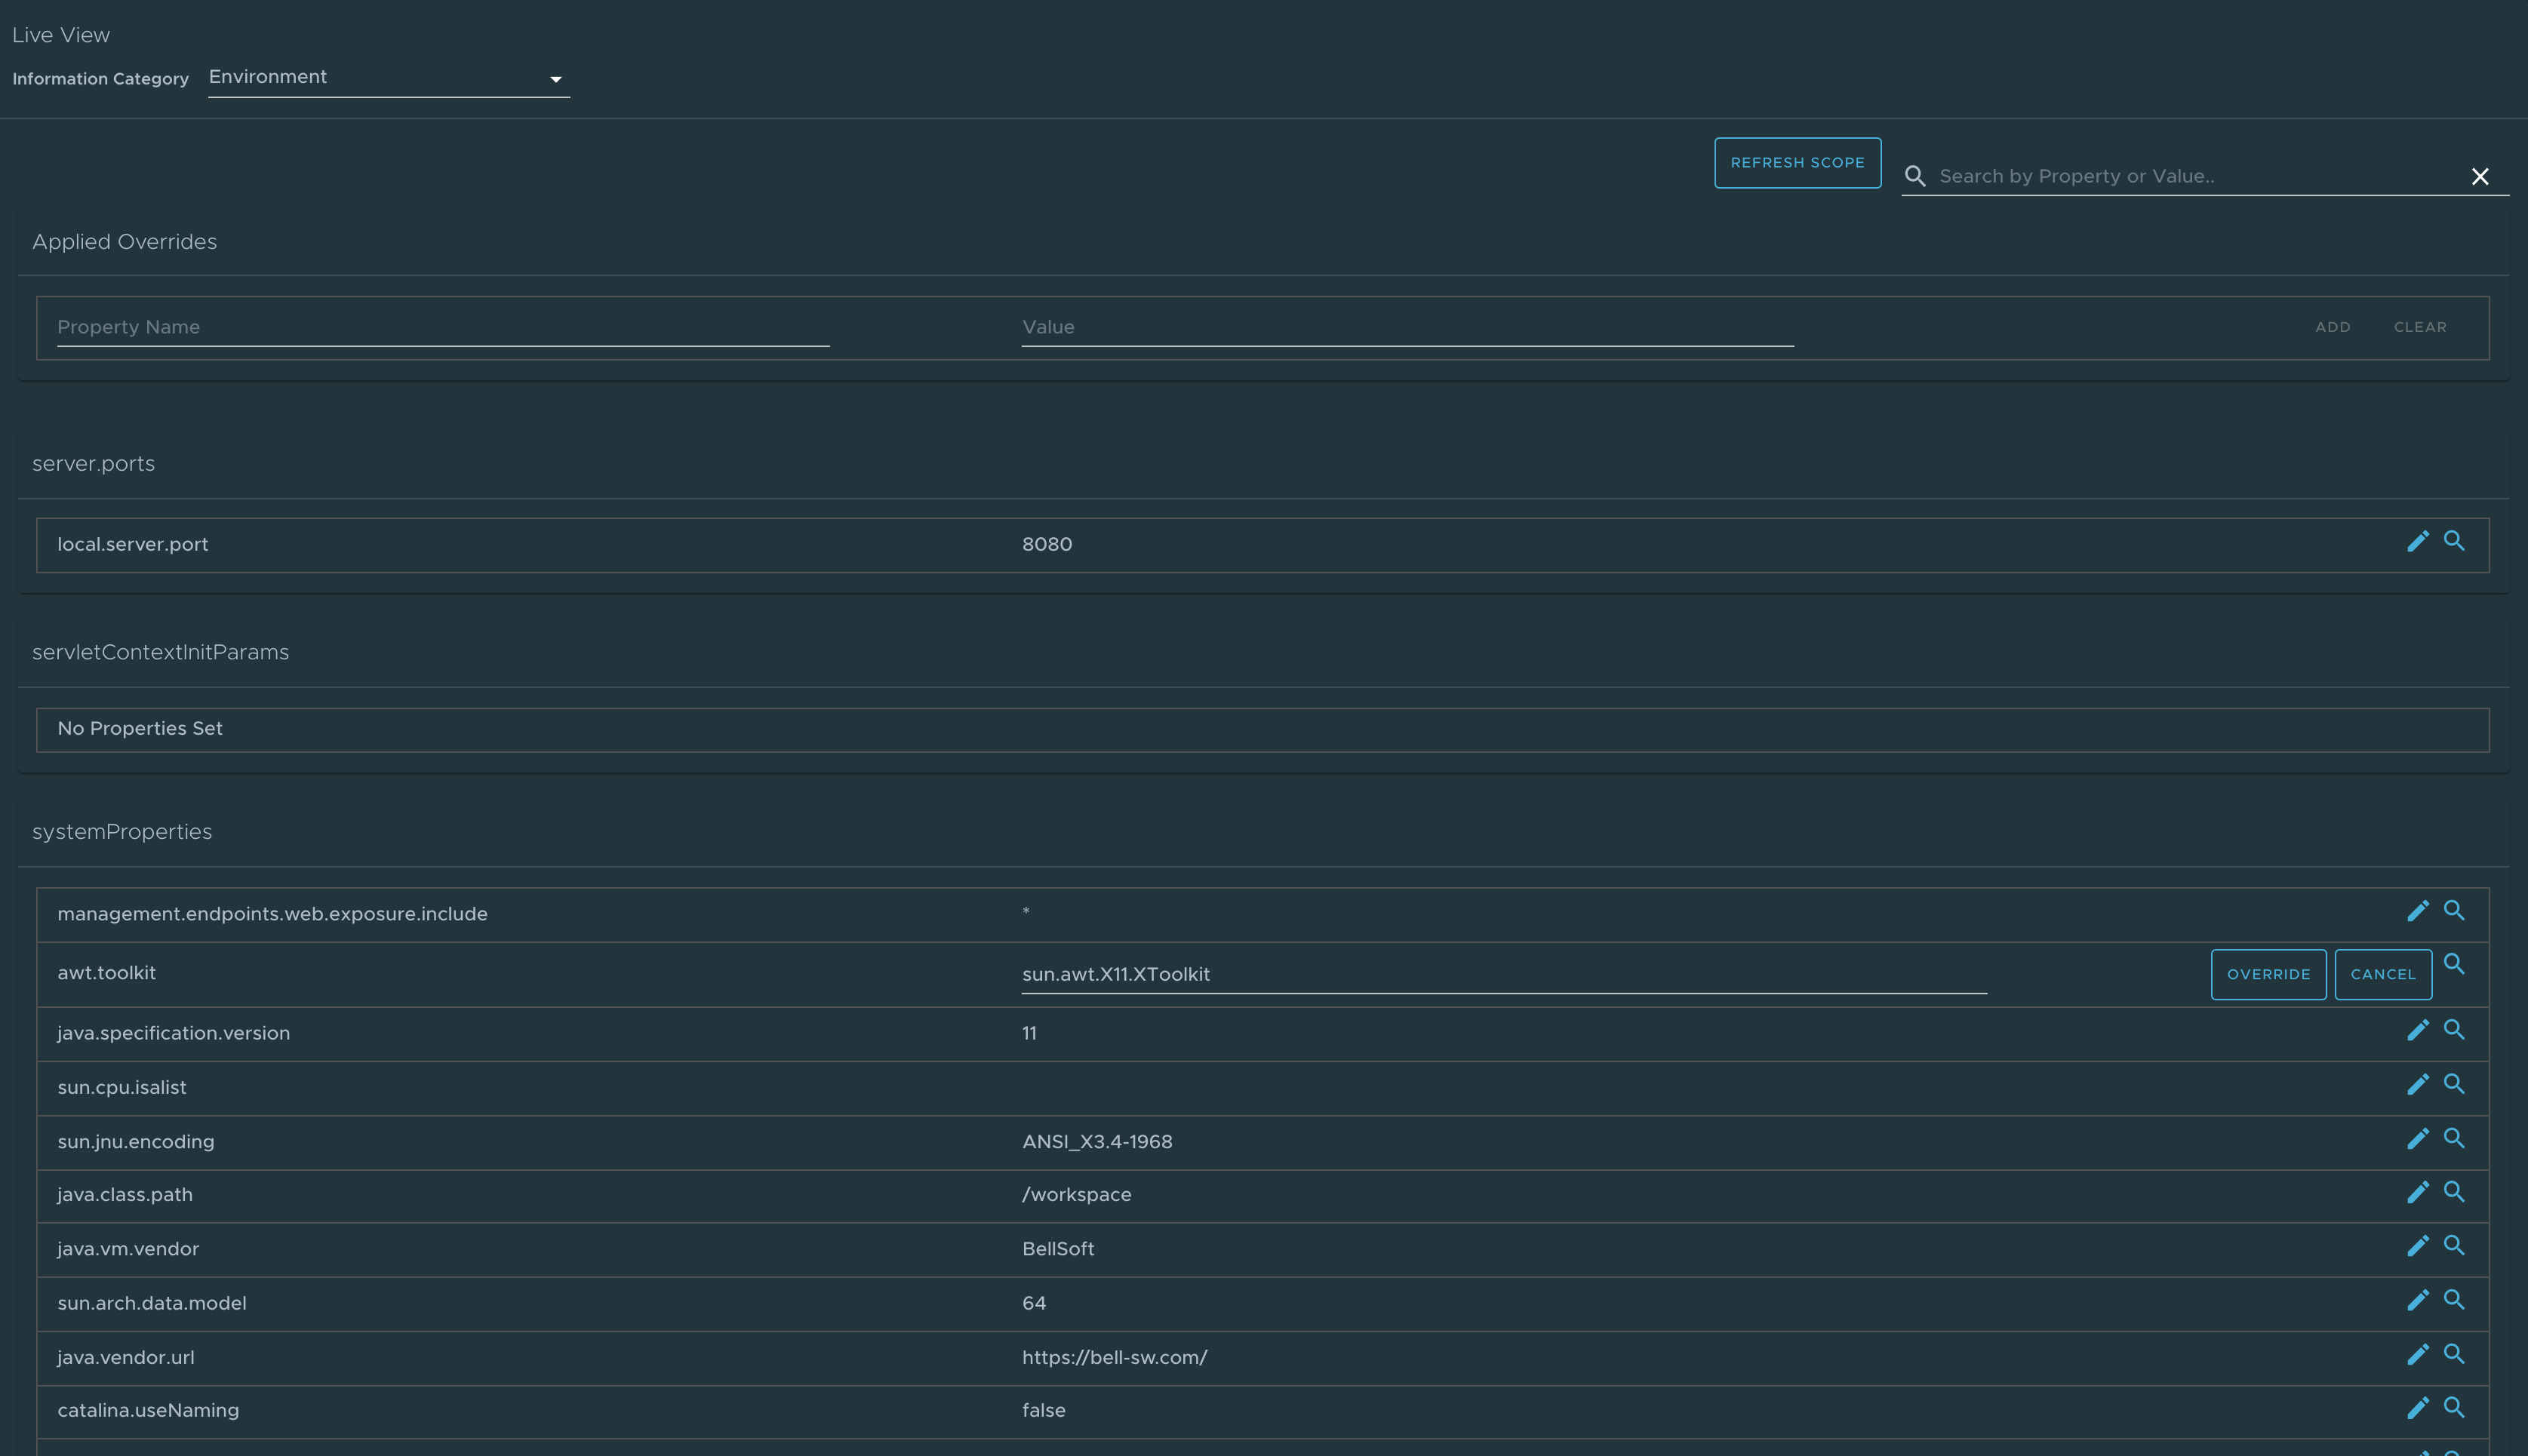 Live View
Information Category Environment
REFRESH SCOPE Search by Property or Value..
Applied Overrides
Property Name Value ADD CLEAR
server.ports
local.server.port 8080
servletContextInitParams
No Properties Set
systemProperties
management.endpoints.web.exposure.include *
awt.toolkit sun.awt.X11.XToolkit OVERRIDE CANCEL
java.specification.version 11
sun.cpu.isalist
sun.jnu.encoding ANSI_X3.4-1968
java.class.path /workspace
java.vm.vendor BellSoft
sun.arch.data.model 64
java.vendor.url https://bell-sw.com/
catalina.useNaming false